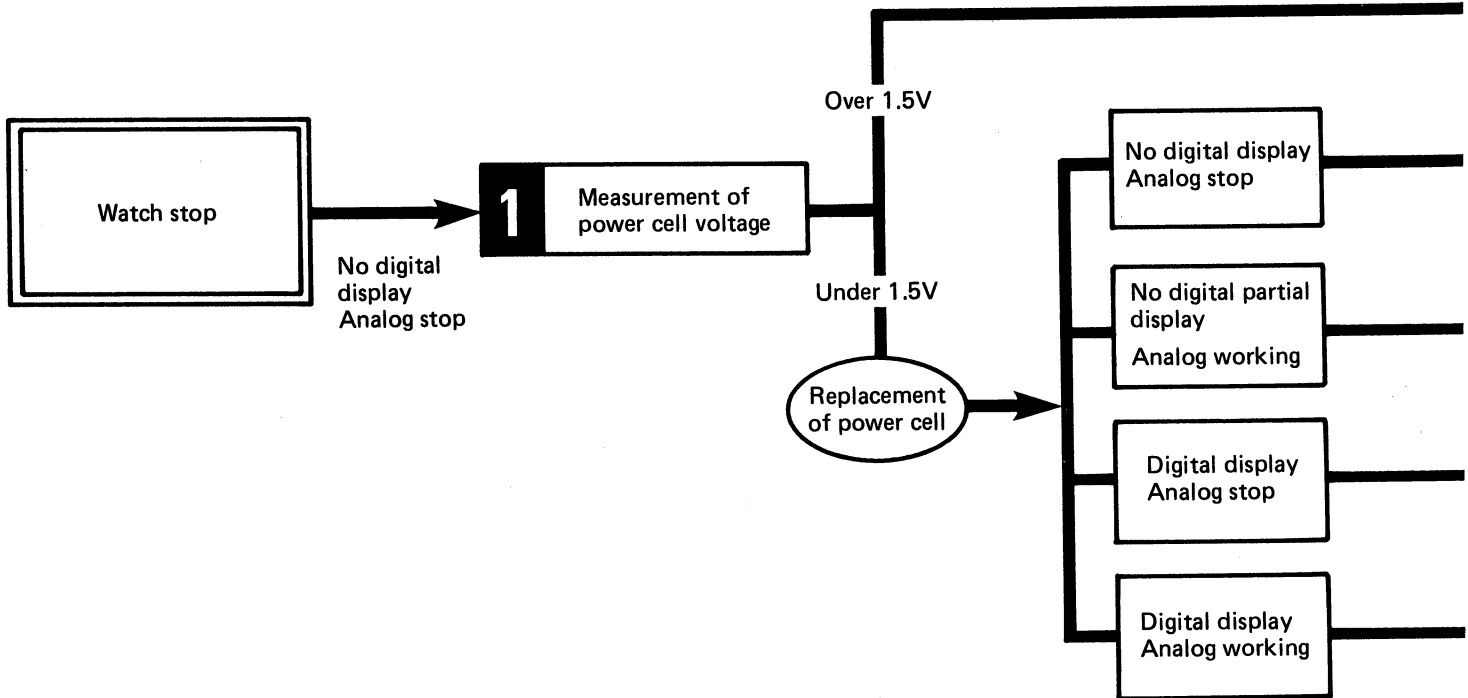 Watch stop
No digital
display
Analog stop
1
Measurement of
power cell voltage
Over 1.5V
Under 1.5V
Replacement
of power cell
No digital display
Analog stop
No digital partial
display
Analog working
Digital display
Analog stop
Digital display
Analog working